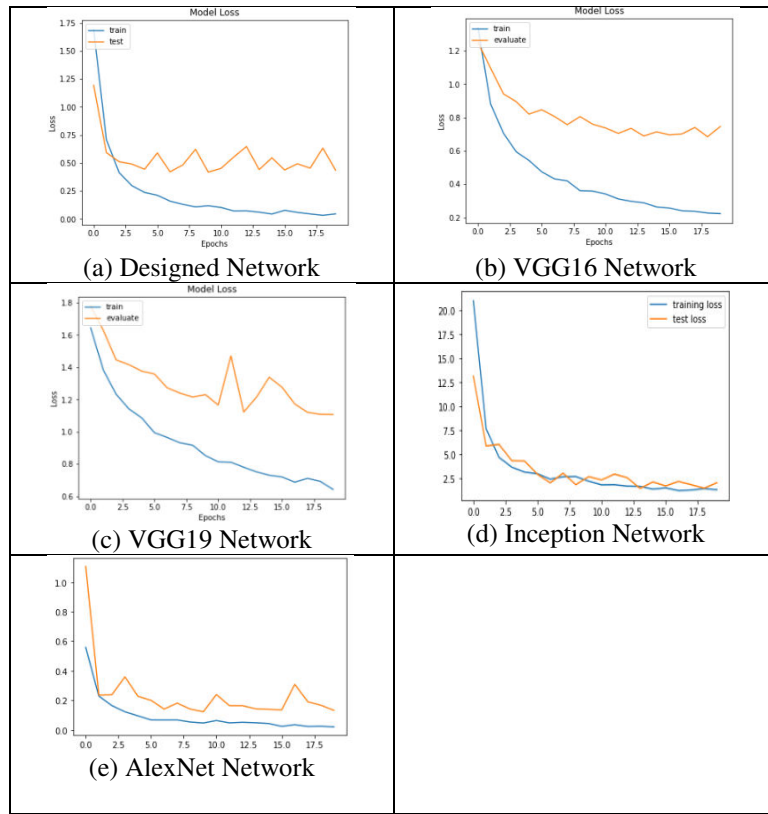 Model Loss
train
test
1.75
1.50
1.25
1.00
0.75
0.50
0.25
0.00
Loss
0.0 2.5 5.0 7.5 10.0 12.5 15.0 17.5
Epochs
(a) Designed Network
Model Loss
train
evaluate
1.2
1.0
0.8
0.6
0.4
0.2
Loss
0.0 2.5 5.0 7.5 10.0 12.5 15.0 17.5
Epochs
(b) VGG16 Network
Model Loss
train
evaluate
1.8
1.6
1.4
1.2
1.0
0.8
0.6
Loss
0.0 2.5 5.0 7.5 10.0 12.5 15.0 17.5
Epochs
(c) VGG19 Network
training loss
test loss
20.0
17.5
15.0
12.5
10.0
7.5
5.0
2.5
0.0 2.5 5.0 7.5 10.0 12.5 15.0 17.5
(d) Inception Network
1.0
0.8
0.6
0.4
0.2
0.0
0.0 2.5 5.0 7.5 10.0 12.5 15.0 17.5
(e) AlexNet Network